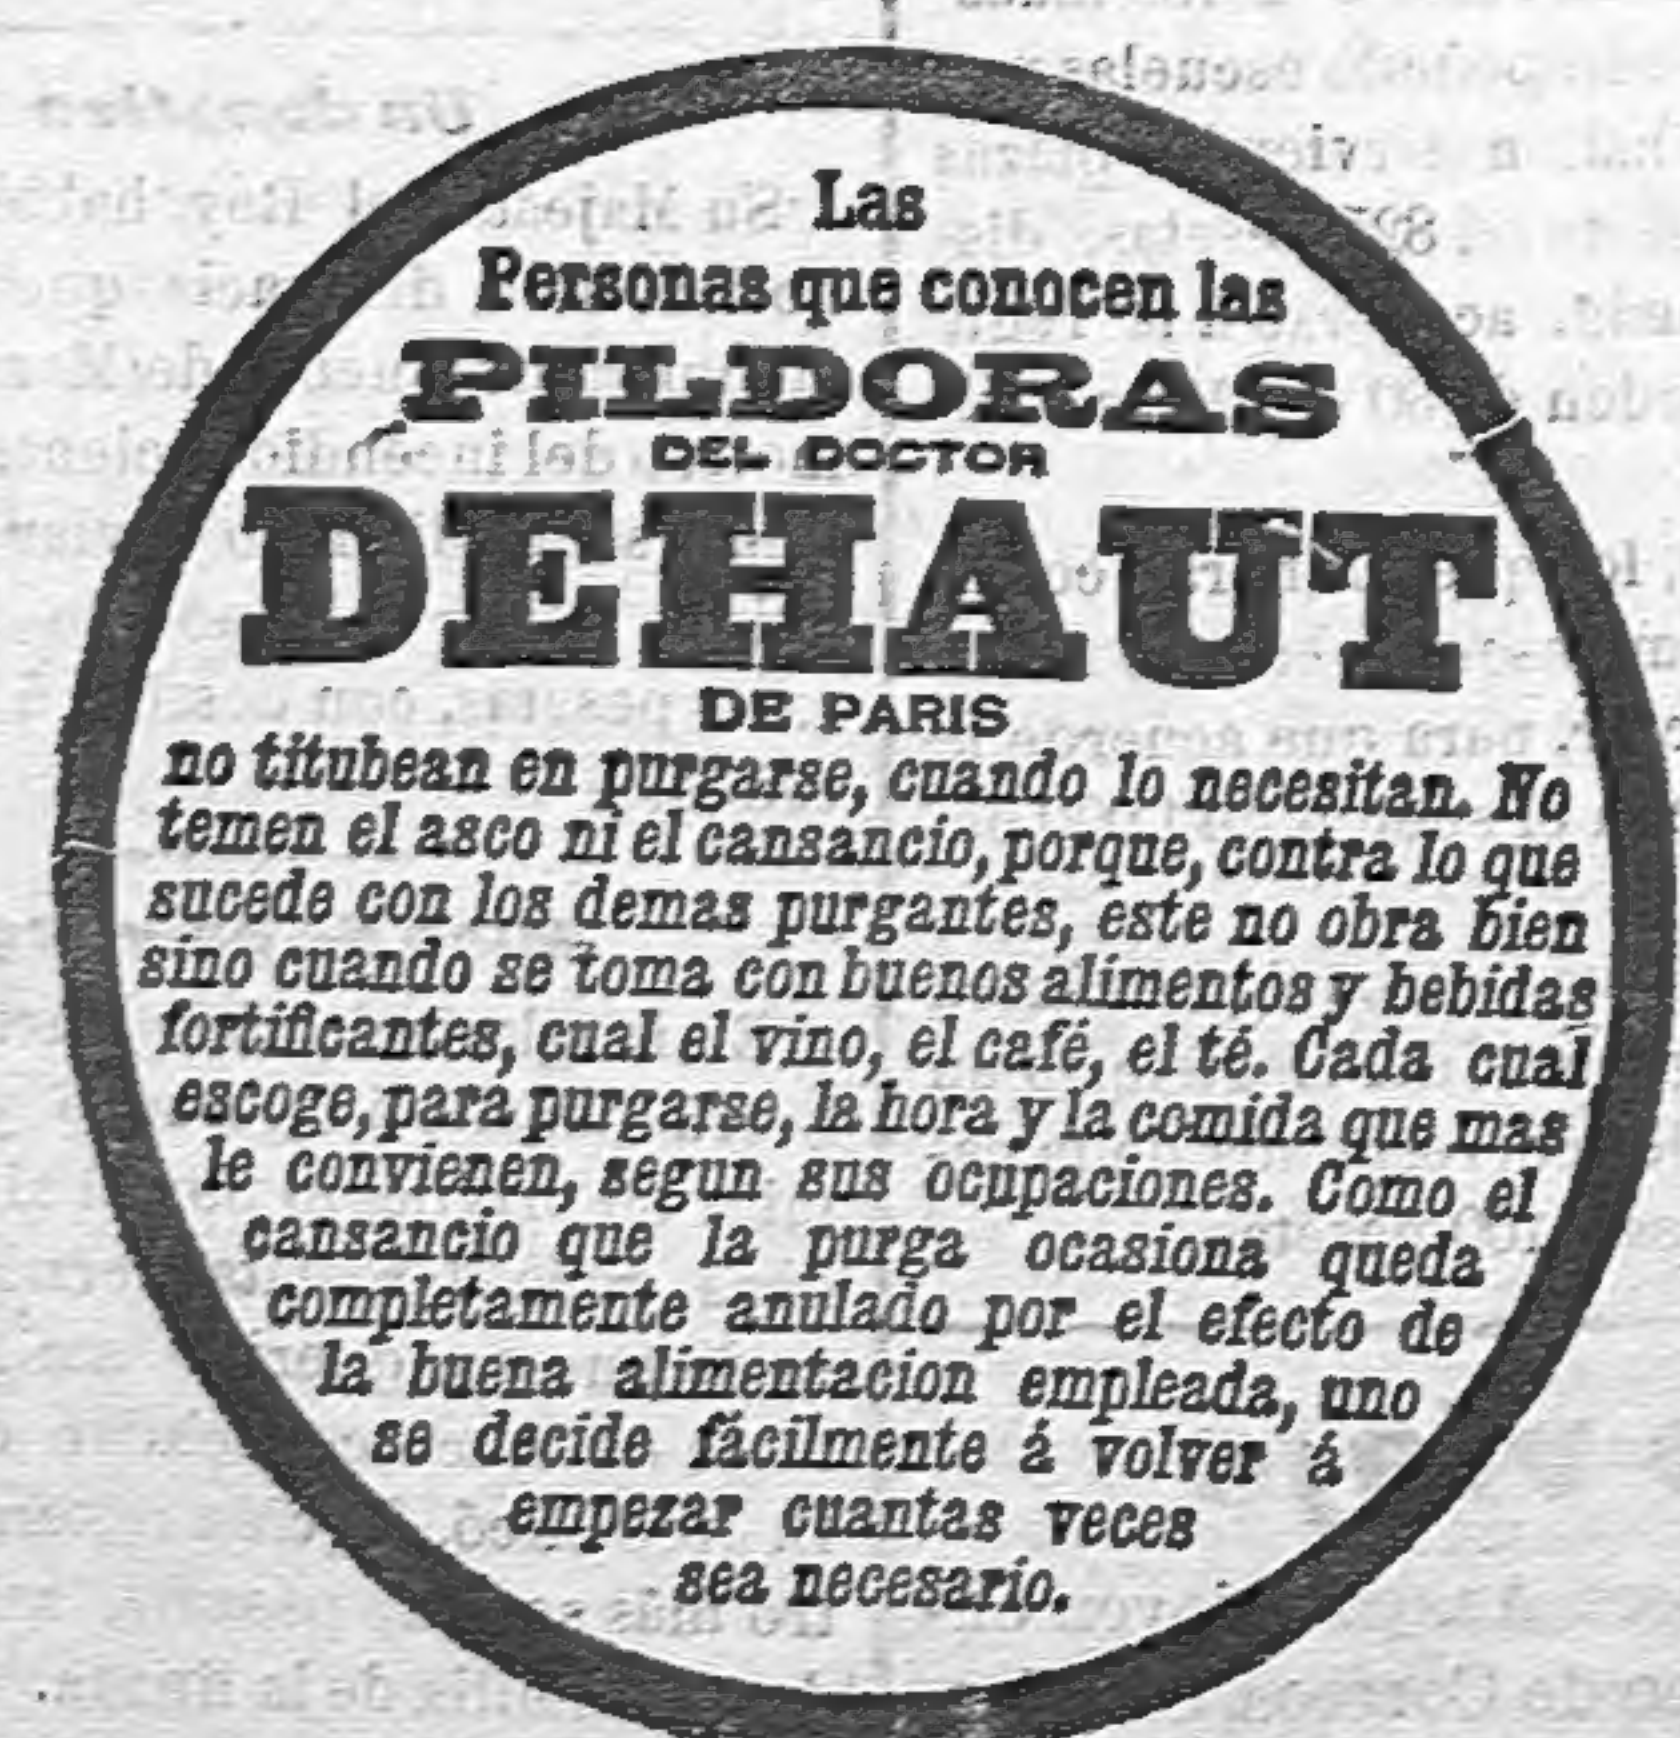 Las
Personas que conocen las
PILDORAS
DEL DOCTOR
DEHAUT
DE PARIS
no titubean en purgarse, cuando lo necesitan. No
temen el asco ni el cansancio, porque, contra lo que
sucede con los demas purgantes, este no obra bien
sino cuando se toma con buenos alimentos y bebidas
fortificantes, cual el vino, el café, el té. Cada cual
escoge, para purgarse, la hora y la comida que mas
le convienen, segun sus ocupaciones. Como el
cansancio que la purga ocasiona queda
completamente anulado por el efecto de
la buena alimentacion empleada, uno
se decide fácilmente á volver á
empezar cuantas veces
sea necesario.